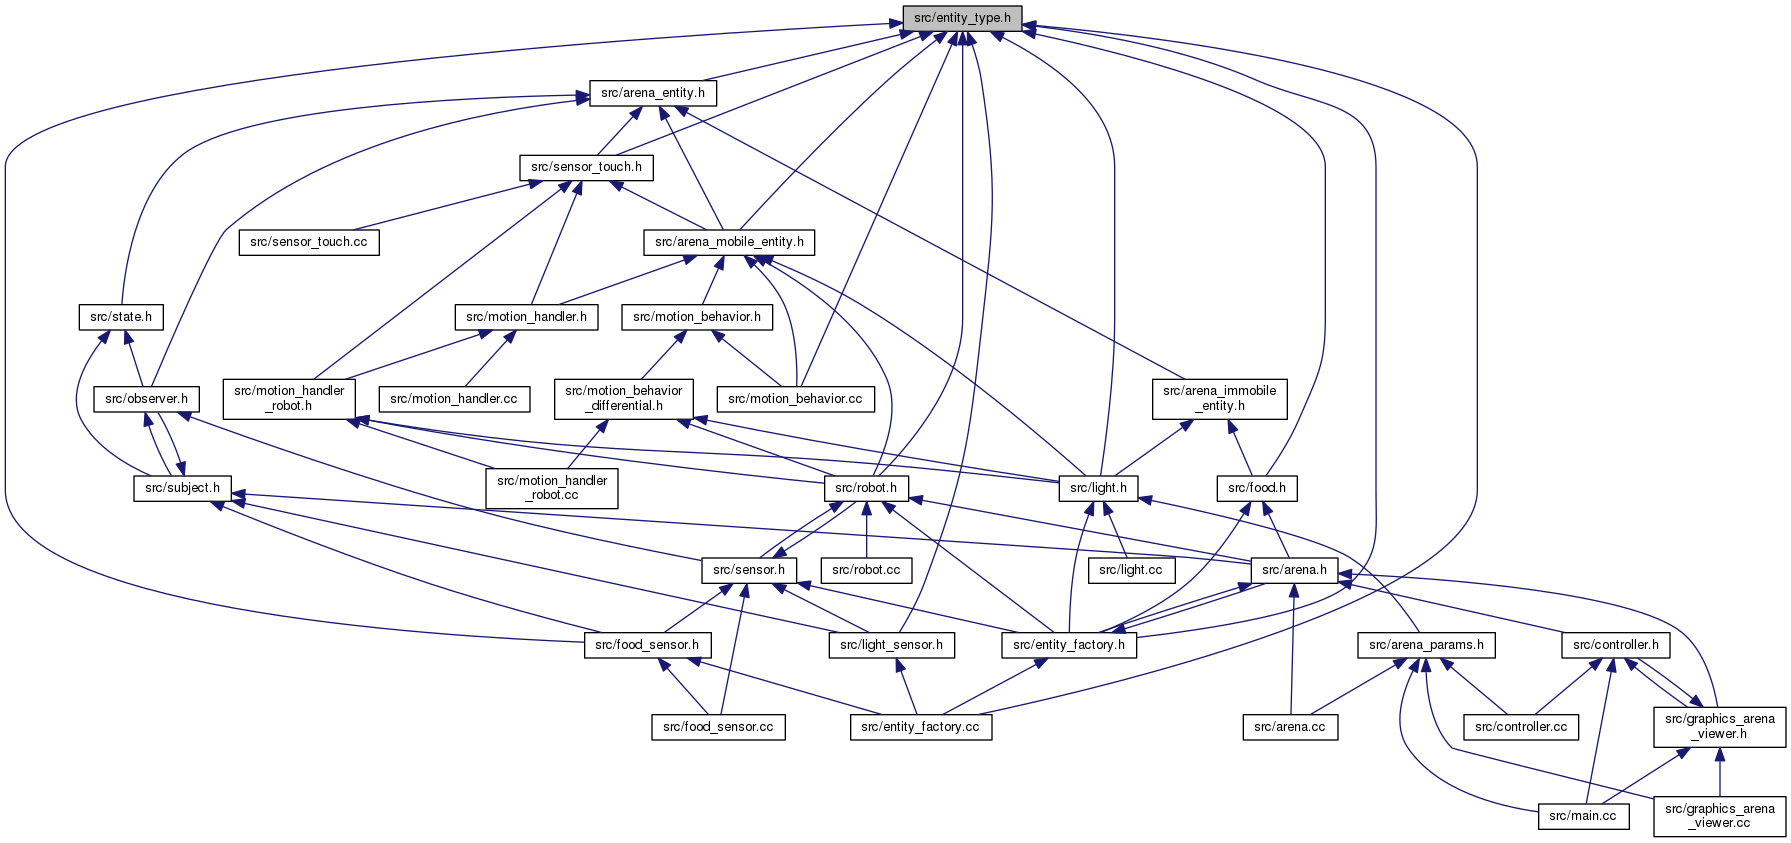 src/entity_type.h
src/arena_entity.h
src/sensor_touch.h
src/sensor_touch.cc
src/arena_mobile_entity.h
src/state.h
src/motion_handler.h
src/motion_behavior.h
src/observer.h
src/motion_handler
_robot.h
src/motion_handler.cc
src/motion_behavior
_differential.h
src/motion_behavior.cc
src/arena_immobile
_entity.h
src/subject.h
src/motion_handler
_robot.cc
src/robot.h
src/light.h
src/food.h
src/sensor.h
src/robot.cc
src/light.cc
src/arena.h
src/food_sensor.h
src/light_sensor.h
src/entity_factory.h
src/arena_params.h
src/controller.h
src/food_sensor.cc
src/entity_factory.cc
src/arena.cc
src/controller.cc
src/graphics_arena
_viewer.h
src/main.cc
src/graphics_arena
_viewer.cc